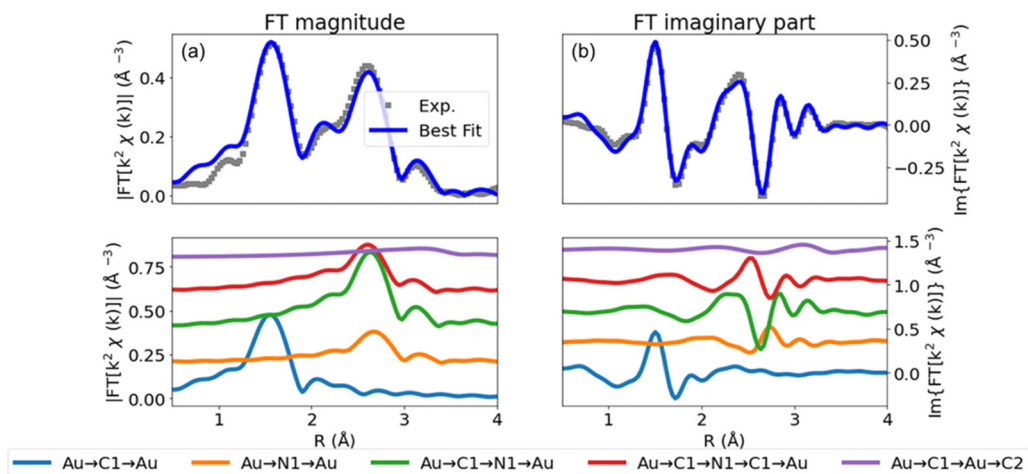 FT magnitude
FT imaginary part
(a)
(b)
|FT[k² χ (k)]| (Å ⁻³)
0.4
0.2
0.0
Exp.
Best Fit
0.50
0.25
0.00
−0.25
Im{FT[k² χ (k)]} (Å ⁻³)
|FT[k² χ (k)]| (Å ⁻³)
0.75
0.50
0.25
0.00
1 2 3 4
R (Å)
1.5
1.0
0.5
0.0
Im{FT[k² χ (k)]} (Å ⁻³)
1 2 3 4
R (Å)
Au→C1→Au Au→N1→Au Au→C1→N1→Au Au→C1→N1→C1→Au Au→C1→Au→C2